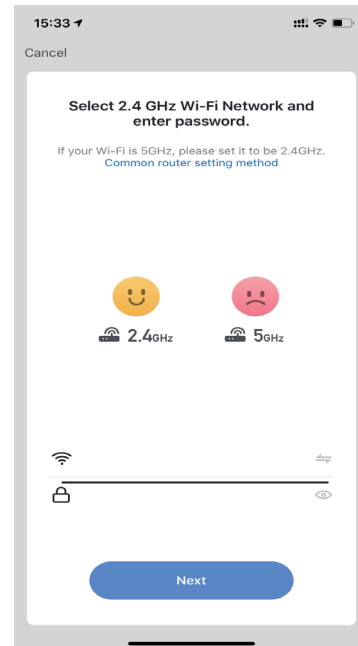 15:33
Cancel
Select 2.4 GHz Wi-Fi Network and
enter password.
If your Wi-Fi is 5GHz, please set it to be 2.4GHz.
Common router setting method
2.4GHz
5GHz
Next